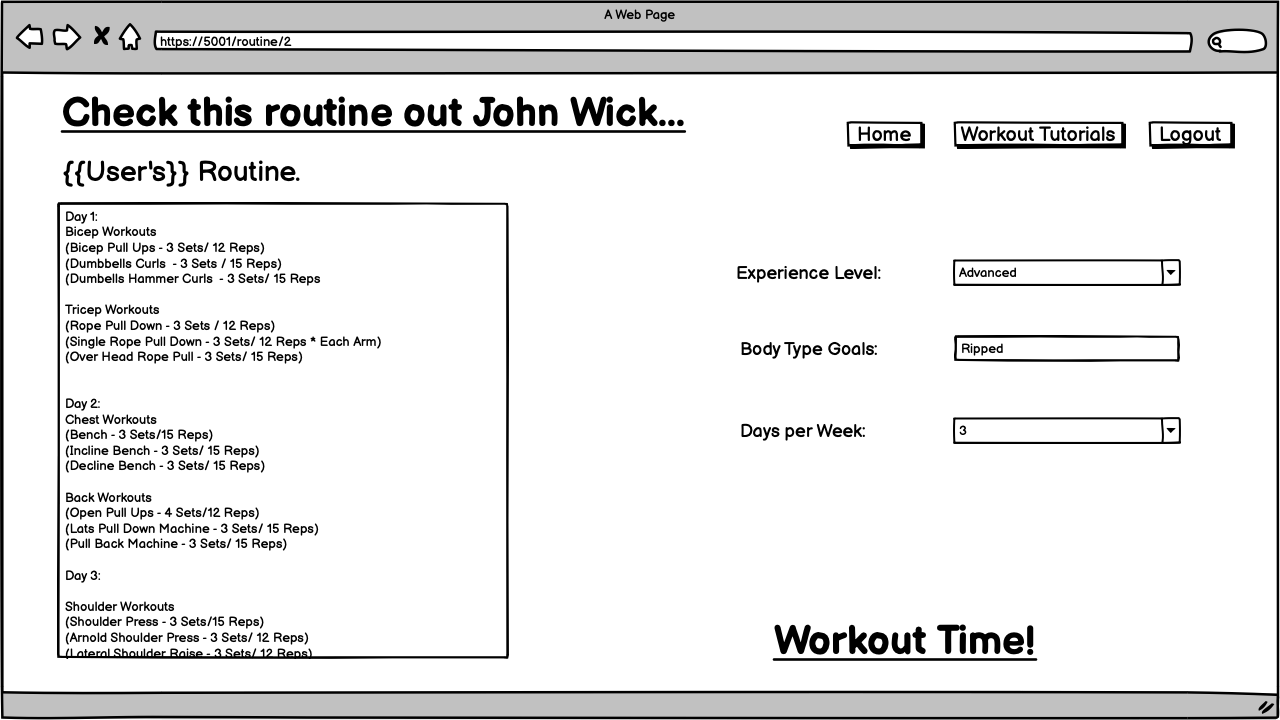 A Web Page
https://5001/routine/2
Check this routine out John Wick...
Home
Workout Tutorials
Logout
{{User's}} Routine.
Day 1:
Bicep Workouts
(Bicep Pull Ups - 3 Sets/ 12 Reps)
(Dumbbells Curls  - 3 Sets / 15 Reps)
(Dumbells Hammer Curls  - 3 Sets/ 15 Reps
Tricep Workouts
(Rope Pull Down - 3 Sets / 12 Reps)
(Single Rope Pull Down - 3 Sets/ 12 Reps * Each Arm)
(Over Head Rope Pull - 3 Sets/ 15 Reps)
Day 2:
Chest Workouts
(Bench - 3 Sets/15 Reps)
(Incline Bench - 3 Sets/ 15 Reps)
(Decline Bench - 3 Sets/ 15 Reps)
Back Workouts
(Open Pull Ups - 4 Sets/12 Reps)
(Lats Pull Down Machine - 3 Sets/ 15 Reps)
(Pull Back Machine - 3 Sets/ 15 Reps)
Day 3:
Shoulder Workouts
(Shoulder Press - 3 Sets/15 Reps)
(Arnold Shoulder Press - 3 Sets/ 12 Reps)
(Lateral Shoulder Raise - 3 Sets/ 12 Reps)
Experience Level:
Advanced
Body Type Goals:
Ripped
Days per Week:
3
Workout Time!